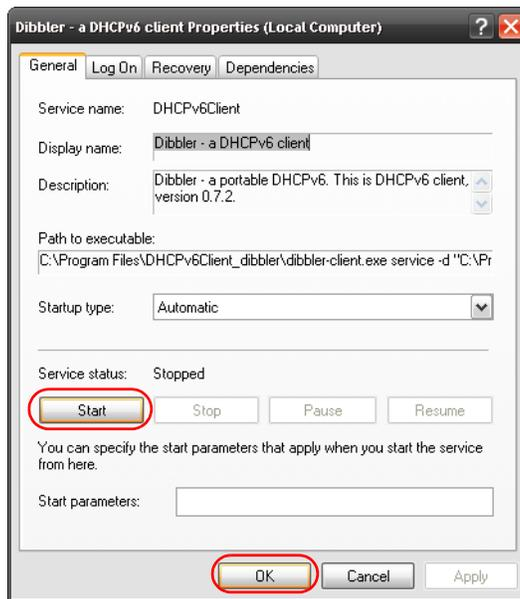 Dibbler - a DHCPv6 client Properties (Local Computer)
General Log On Recovery Dependencies
Service name: DHCPv6Client
Display name: Dibbler - a DHCPv6 client
Description: Dibbler - a portable DHCPv6. This is DHCPv6 client,
version 0.7.2.
Path to executable:
C:\Program Files\DHCPv6Client_dibbler\dibbler-client.exe service -d "C:\Pr
Startup type: Automatic
Service status: Stopped
Start Stop Pause Resume
You can specify the start parameters that apply when you start the service
from here.
Start parameters:
OK Cancel Apply